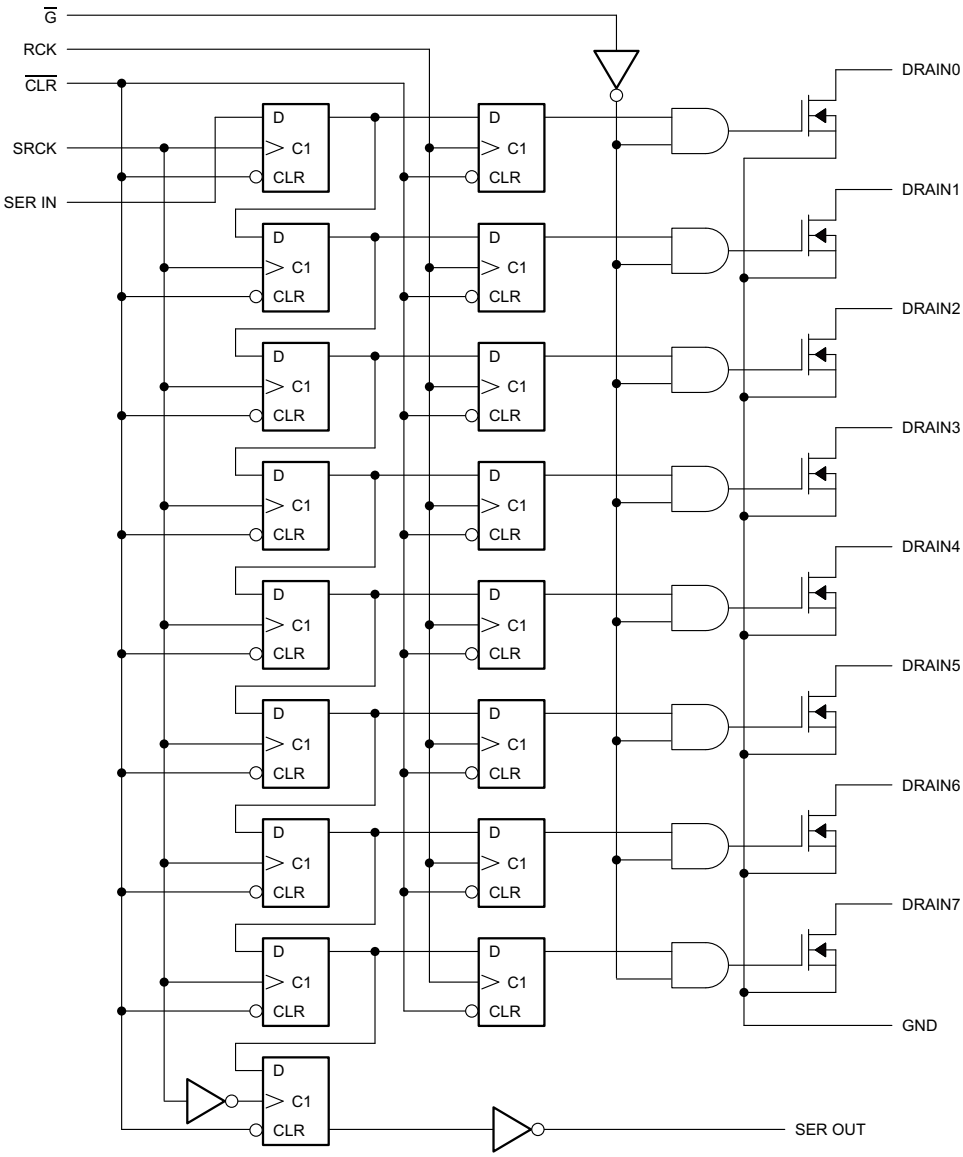 G
RCK
CLR
SRCK
SER IN
D
C1
CLR
D
C1
CLR
DRAIN0
D
C1
CLR
D
C1
CLR
DRAIN1
D
C1
CLR
D
C1
CLR
DRAIN2
D
C1
CLR
D
C1
CLR
DRAIN3
D
C1
CLR
D
C1
CLR
DRAIN4
D
C1
CLR
D
C1
CLR
DRAIN5
D
C1
CLR
D
C1
CLR
DRAIN6
D
C1
CLR
D
C1
CLR
DRAIN7
GND
D
C1
CLR
SER OUT